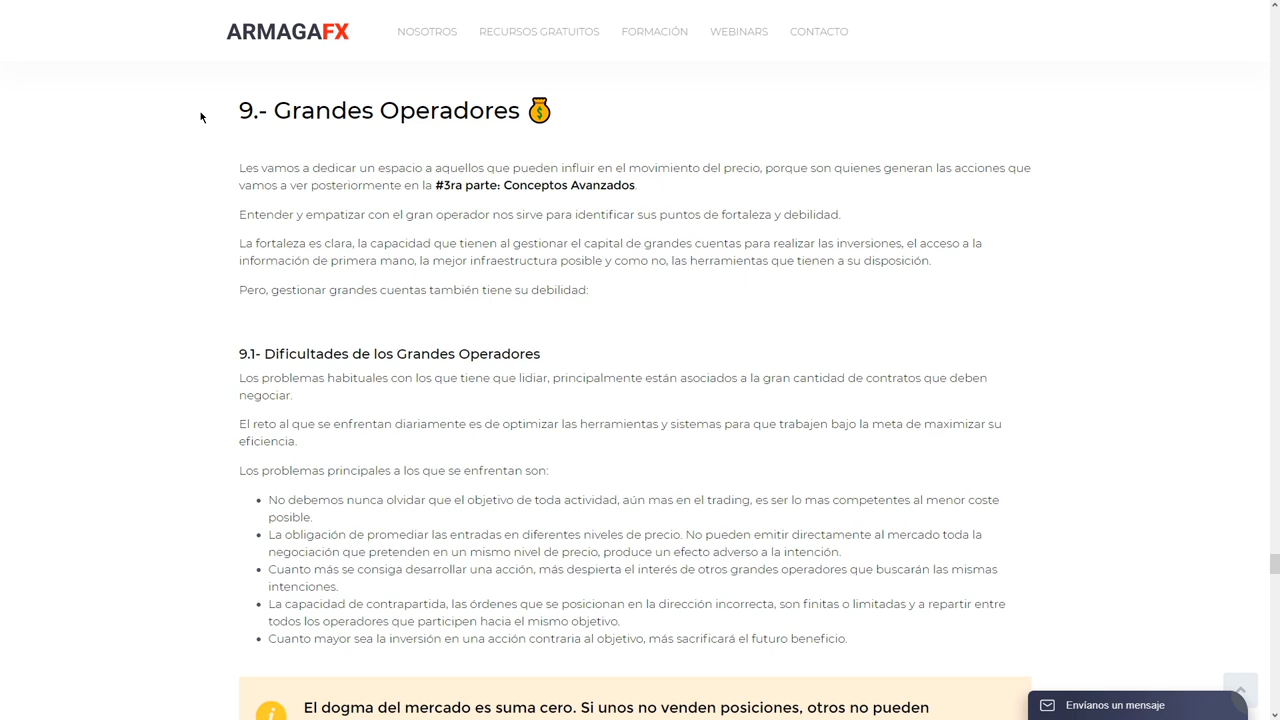 ARMAGAFX
NOSOTROS
RECURSOS GRATUITOS
FORMACIÓN
WEBINARS
CONTACTO
9.- Grandes Operadores
Les vamos a dedicar un espacio a aquellos que pueden influir en el movimiento del precio, porque son quienes generan las acciones que
vamos a ver posteriormente en la #3ra parte: Conceptos Avanzados.
Entender y empatizar con el gran operador nos sirve para identificar sus puntos de fortaleza y debilidad.
La fortaleza es clara, la capacidad que tienen al gestionar el capital de grandes cuentas para realizar las inversiones, el acceso a la
información de primera mano, la mejor infraestructura posible y como no, las herramientas que tienen a su disposición.
Pero, gestionar grandes cuentas también tiene su debilidad:
9.1- Dificultades de los Grandes Operadores
Los problemas habituales con los que tiene que lidiar, principalmente están asociados a la gran cantidad de contratos que deben
negociar.
El reto al que se enfrentan diariamente es de optimizar las herramientas y sistemas para que trabajen bajo la meta de maximizar su
eficiencia.
Los problemas principales a los que se enfrentan son:
• No debemos nunca olvidar que el objetivo de toda actividad, aún mas en el trading, es ser lo mas competentes al menor coste
posible.
• La obligación de promediar las entradas en diferentes niveles de precio. No pueden emitir directamente al mercado toda la
negociación que pretenden en un mismo nivel de precio, produce un efecto adverso a la intención.
• Cuanto más se consiga desarrollar una acción, más despierta el interés de otros grandes operadores que buscarán las mismas
intenciones.
• La capacidad de contrapartida, las órdenes que se posicionan en la dirección incorrecta, son finitas o limitadas y a repartir entre
todos los operadores que participen hacia el mismo objetivo.
• Cuanto mayor sea la inversión en una acción contraria al objetivo, más sacrificará el futuro beneficio.
El dogma del mercado es suma cero. Si unos no venden posiciones, otros no pueden
Envíanos un mensaje